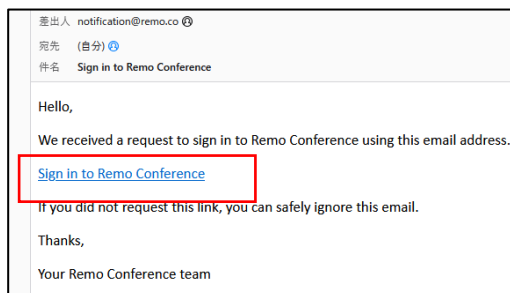 差出人 notification@remo.co
宛先 (自分)
件名 Sign in to Remo Conference
Hello,
We received a request to sign in to Remo Conference using this email address.
Sign in to Remo Conference
If you did not request this link, you can safely ignore this email.
Thanks,
Your Remo Conference team